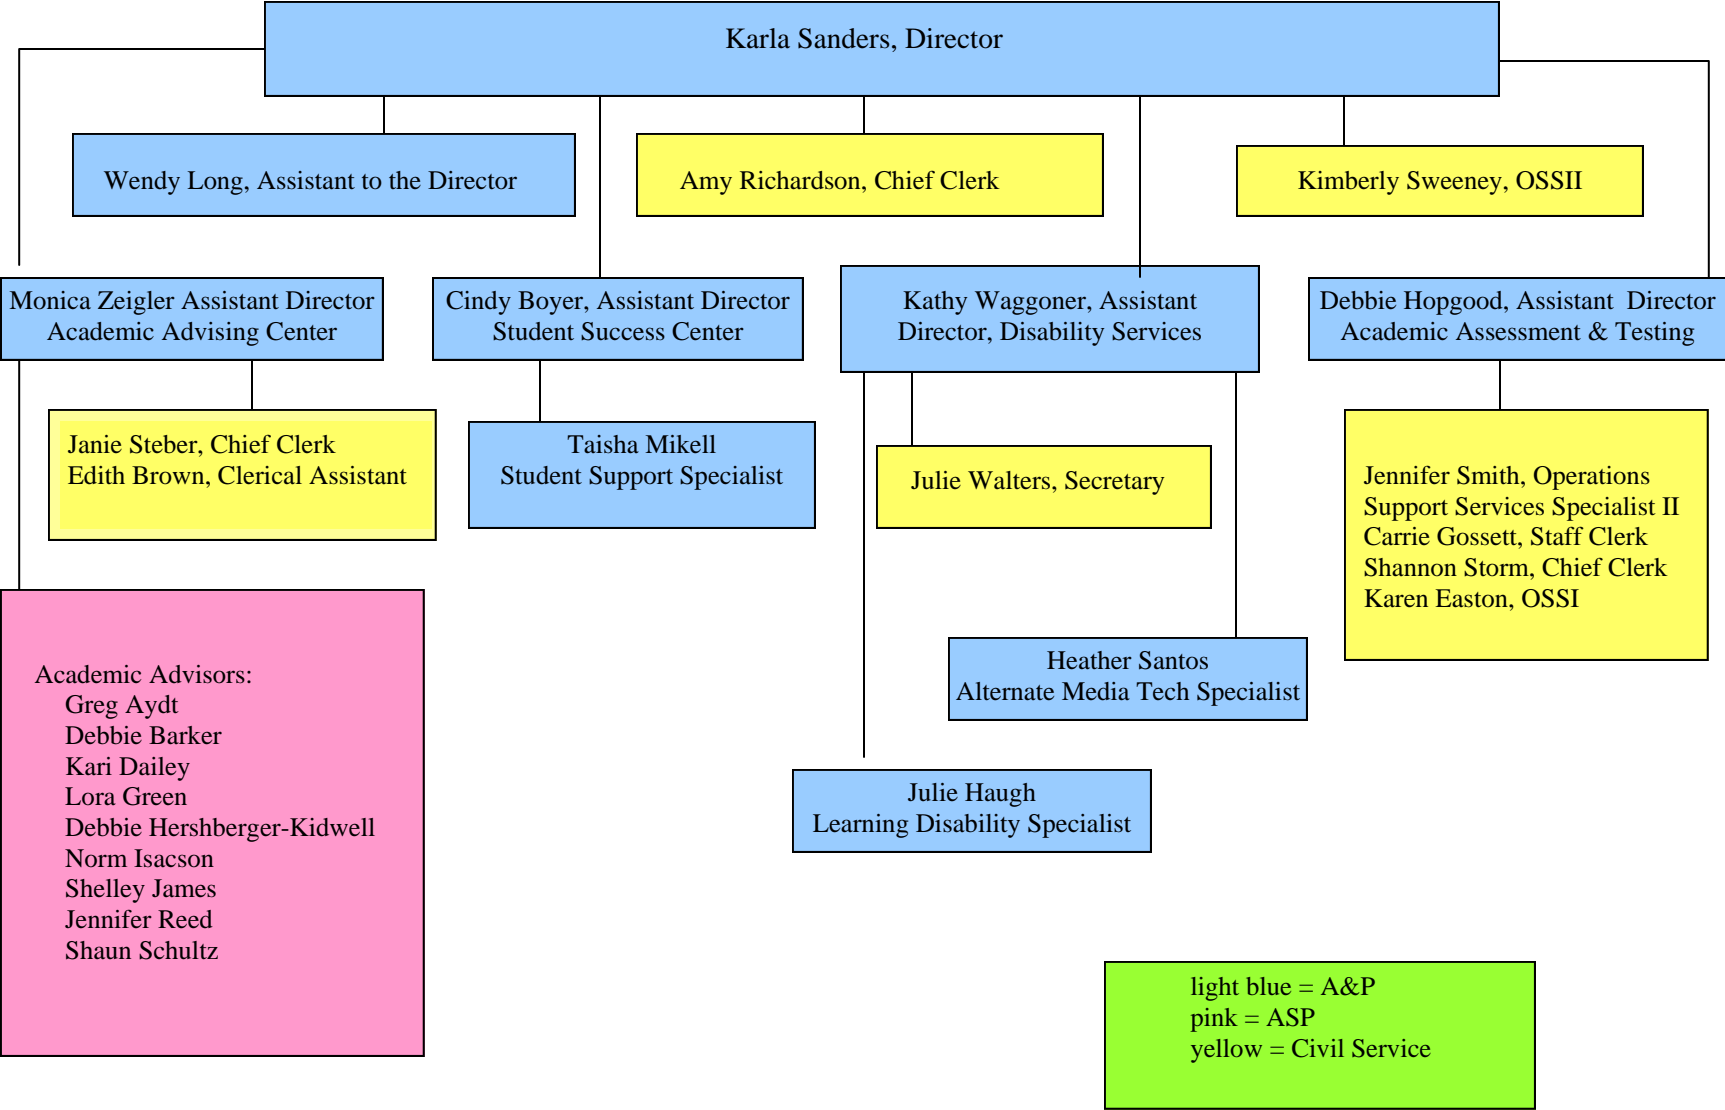 Karla Sanders, Director
Wendy Long, Assistant to the Director
Amy Richardson, Chief Clerk
Kimberly Sweeney, OSSII
Monica Zeigler Assistant Director
Academic Advising Center
Cindy Boyer, Assistant Director
Student Success Center
Kathy Waggoner, Assistant
Director, Disability Services
Debbie Hopgood, Assistant  Director
Academic Assessment & Testing
Janie Steber, Chief Clerk
Edith Brown, Clerical Assistant
Taisha Mikell
Student Support Specialist
Julie Walters, Secretary
Jennifer Smith, Operations
Support Services Specialist II
Carrie Gossett, Staff Clerk
Shannon Storm, Chief Clerk
Karen Easton, OSSI
Heather Santos
Alternate Media Tech Specialist
Julie Haugh
Learning Disability Specialist
Academic Advisors:
Greg Aydt
Debbie Barker
Kari Dailey
Lora Green
Debbie Hershberger-Kidwell
Norm Isacson
Shelley James
Jennifer Reed
Shaun Schultz
light blue = A&P
pink = ASP
yellow = Civil Service